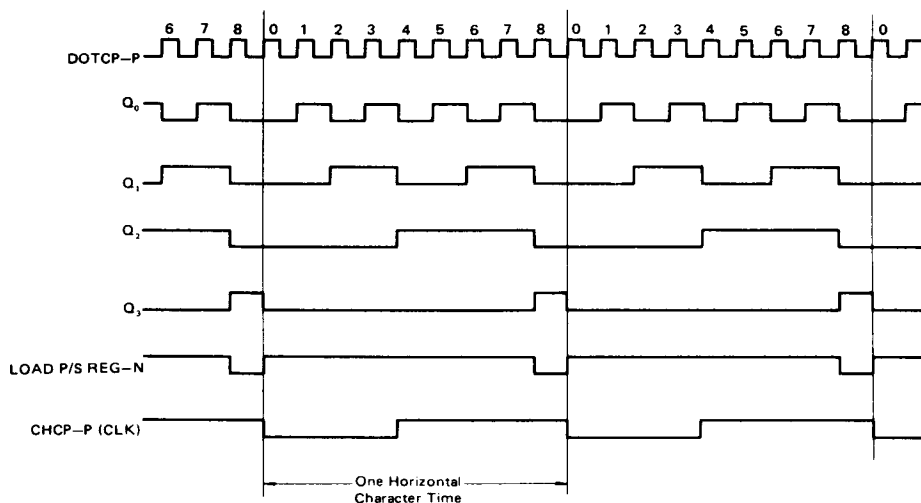 6 7 8 0 1 2 3 4 5 6 7 8 0 1 2 3 4 5 6 7 8 0
DOTCP–P
Q0
Q1
Q2
Q3
LOAD P/S REG–N
CHCP–P (CLK)
One Horizontal
Character Time